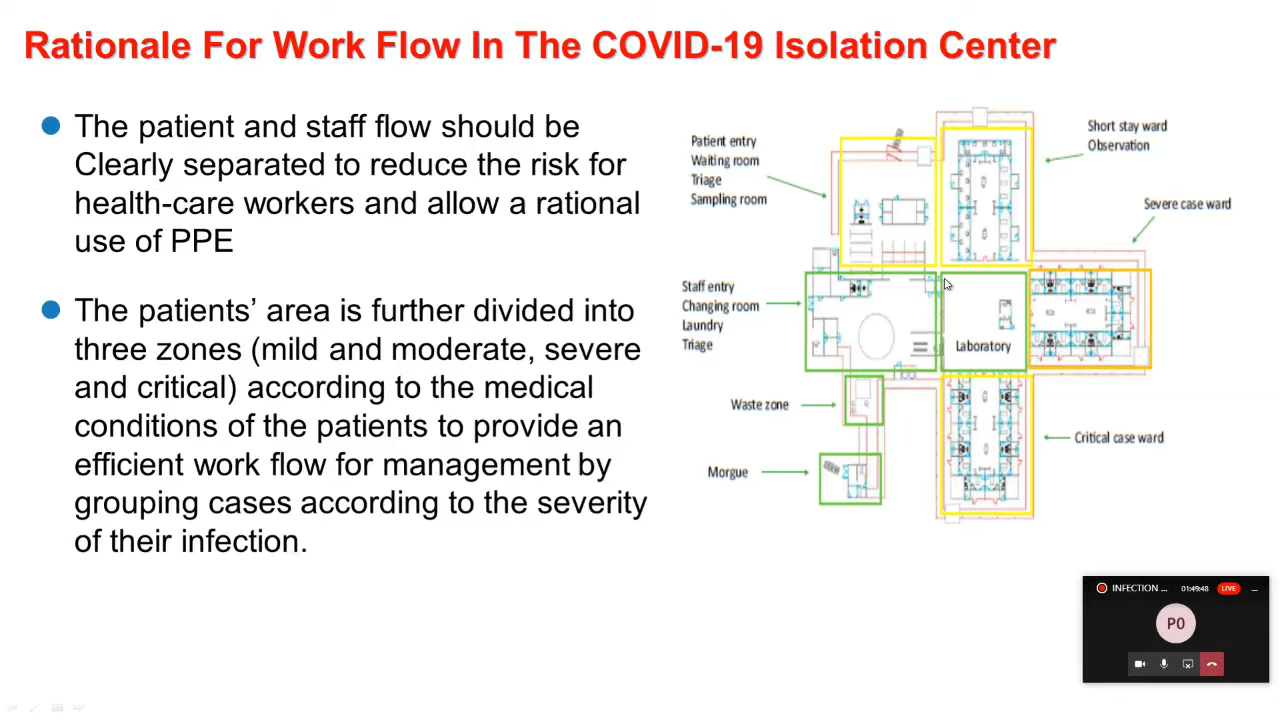 Rationale For Work Flow In The COVID-19 Isolation Center
The patient and staff flow should be
Clearly separated to reduce the risk for
health-care workers and allow a rational
use of PPE
The patients’ area is further divided into
three zones (mild and moderate, severe
and critical) according to the medical
conditions of the patients to provide an
efficient work flow for management by
grouping cases according to the severity
of their infection.
Patient entry
Waiting room
Triage
Sampling room
Short stay ward
Observation
Severe case ward
Staff entry
Changing room
Laundry
Triage
Laboratory
Waste zone
Critical case ward
Morgue
INFECTION ... 01:49:48 LIVE
PO